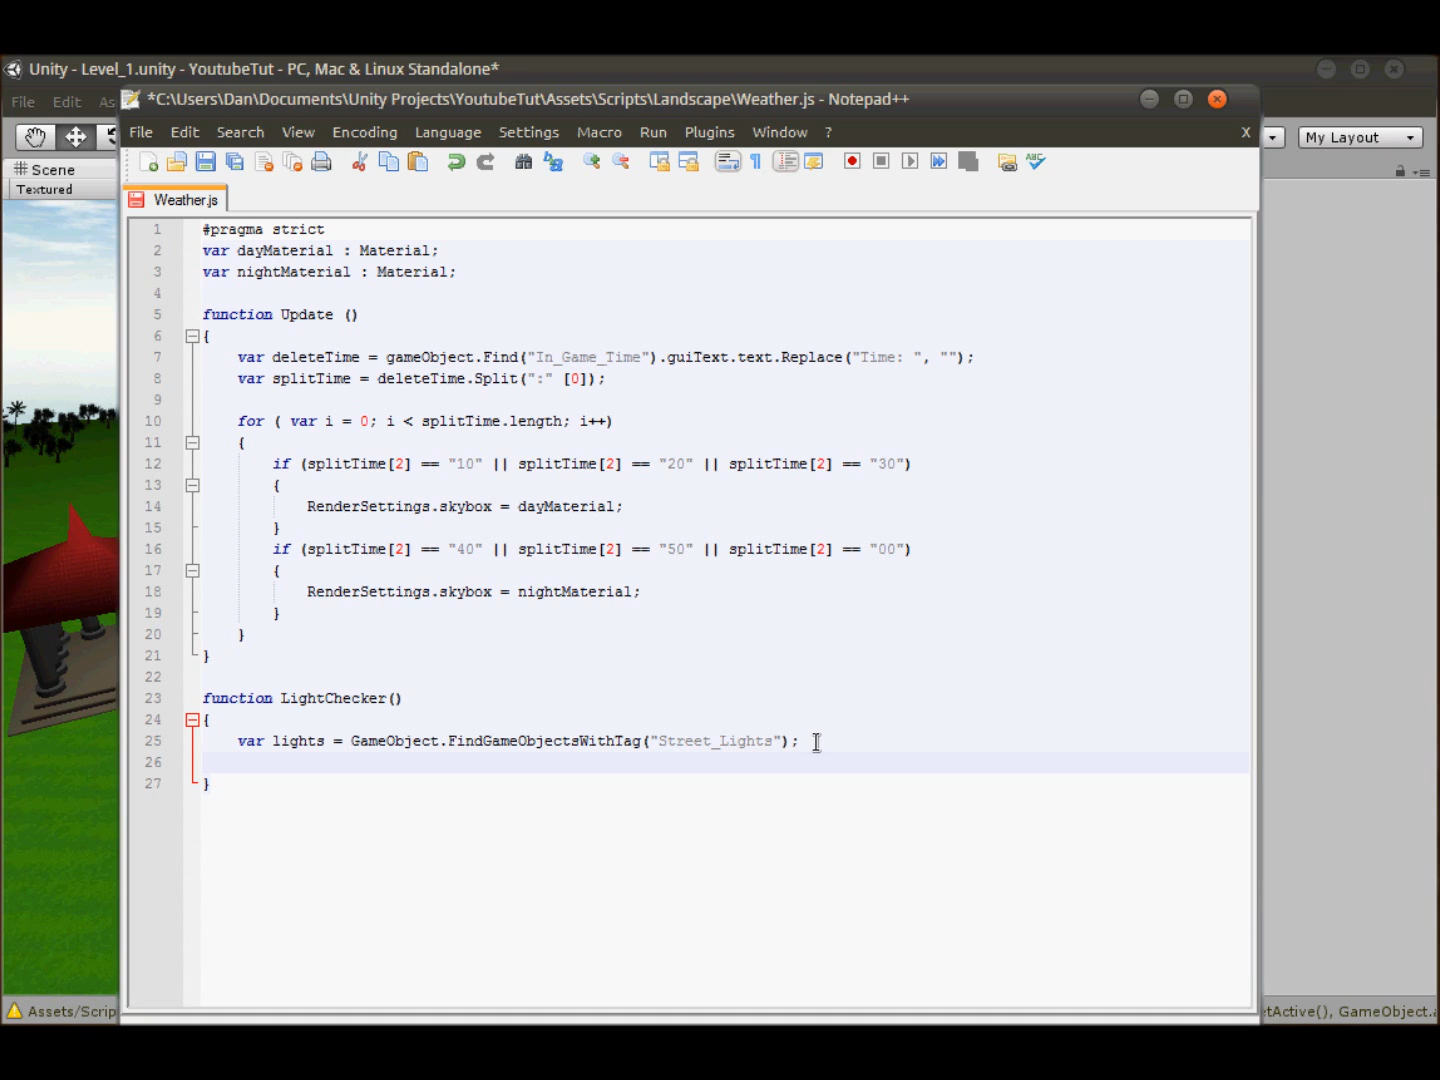 Unity - Level_1.unity - YoutubeTut - PC, Mac & Linux Standalone*
File Edit As
*C:\Users\Dan\Documents\Unity Projects\YoutubeTut\Assets\Scripts\Landscape\Weather.js - Notepad++
File Edit Search View Encoding Language Settings Macro Run Plugins Window ? X
My Layout
Scene
Textured
Weather.js
1 #pragma strict
2 var dayMaterial : Material;
3 var nightMaterial : Material;
4
5 function Update ()
6 {
7 var deleteTime = gameObject.Find("In_Game_Time").guiText.text.Replace("Time: ", "");
8 var splitTime = deleteTime.Split(":" [0]);
9
10 for ( var i = 0; i < splitTime.length; i++)
11 {
12 if (splitTime[2] == "10" || splitTime[2] == "20" || splitTime[2] == "30")
13 {
14 RenderSettings.skybox = dayMaterial;
15 }
16 if (splitTime[2] == "40" || splitTime[2] == "50" || splitTime[2] == "00")
17 {
18 RenderSettings.skybox = nightMaterial;
19 }
20 }
21 }
22
23 function LightChecker()
24 {
25 var lights = GameObject.FindGameObjectsWithTag("Street_Lights");
26
27 }
Assets/Scrip
tActive(), GameObject.a